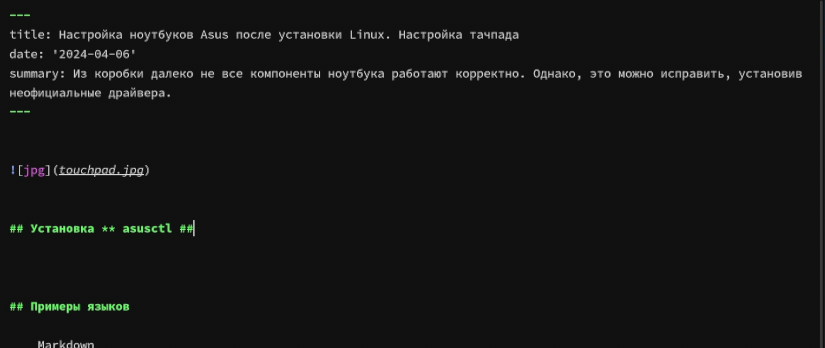 ---
title: Настройка ноутбуков Asus после установки Linux. Настройка тачпада
date: '2024-04-06'
summary: Из коробки далеко не все компоненты ноутбука работают корректно. Однако, это можно исправить, установив
неофициальные драйвера.
---
![jpg](touchpad.jpg)
## Установка ** asusctl ##
## Примеры языков
Markdown